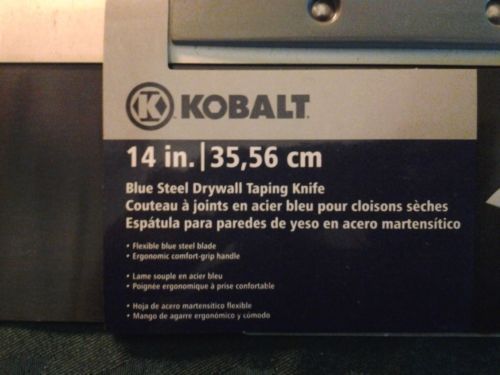 K KOBALT
14 in. | 35,56 cm
Blue Steel Drywall Taping Knife
Couteau à joints en acier bleu pour cloisons sèches
Espátula para paredes de yeso en acero martensítico
• Flexible blue steel blade
• Ergonomic comfort-grip handle
• Lame souple en acier bleu
• Poignée ergonomique à prise confortable
• Hoja de acero martensítico flexible
• Mango de agarre ergonómico y cómodo